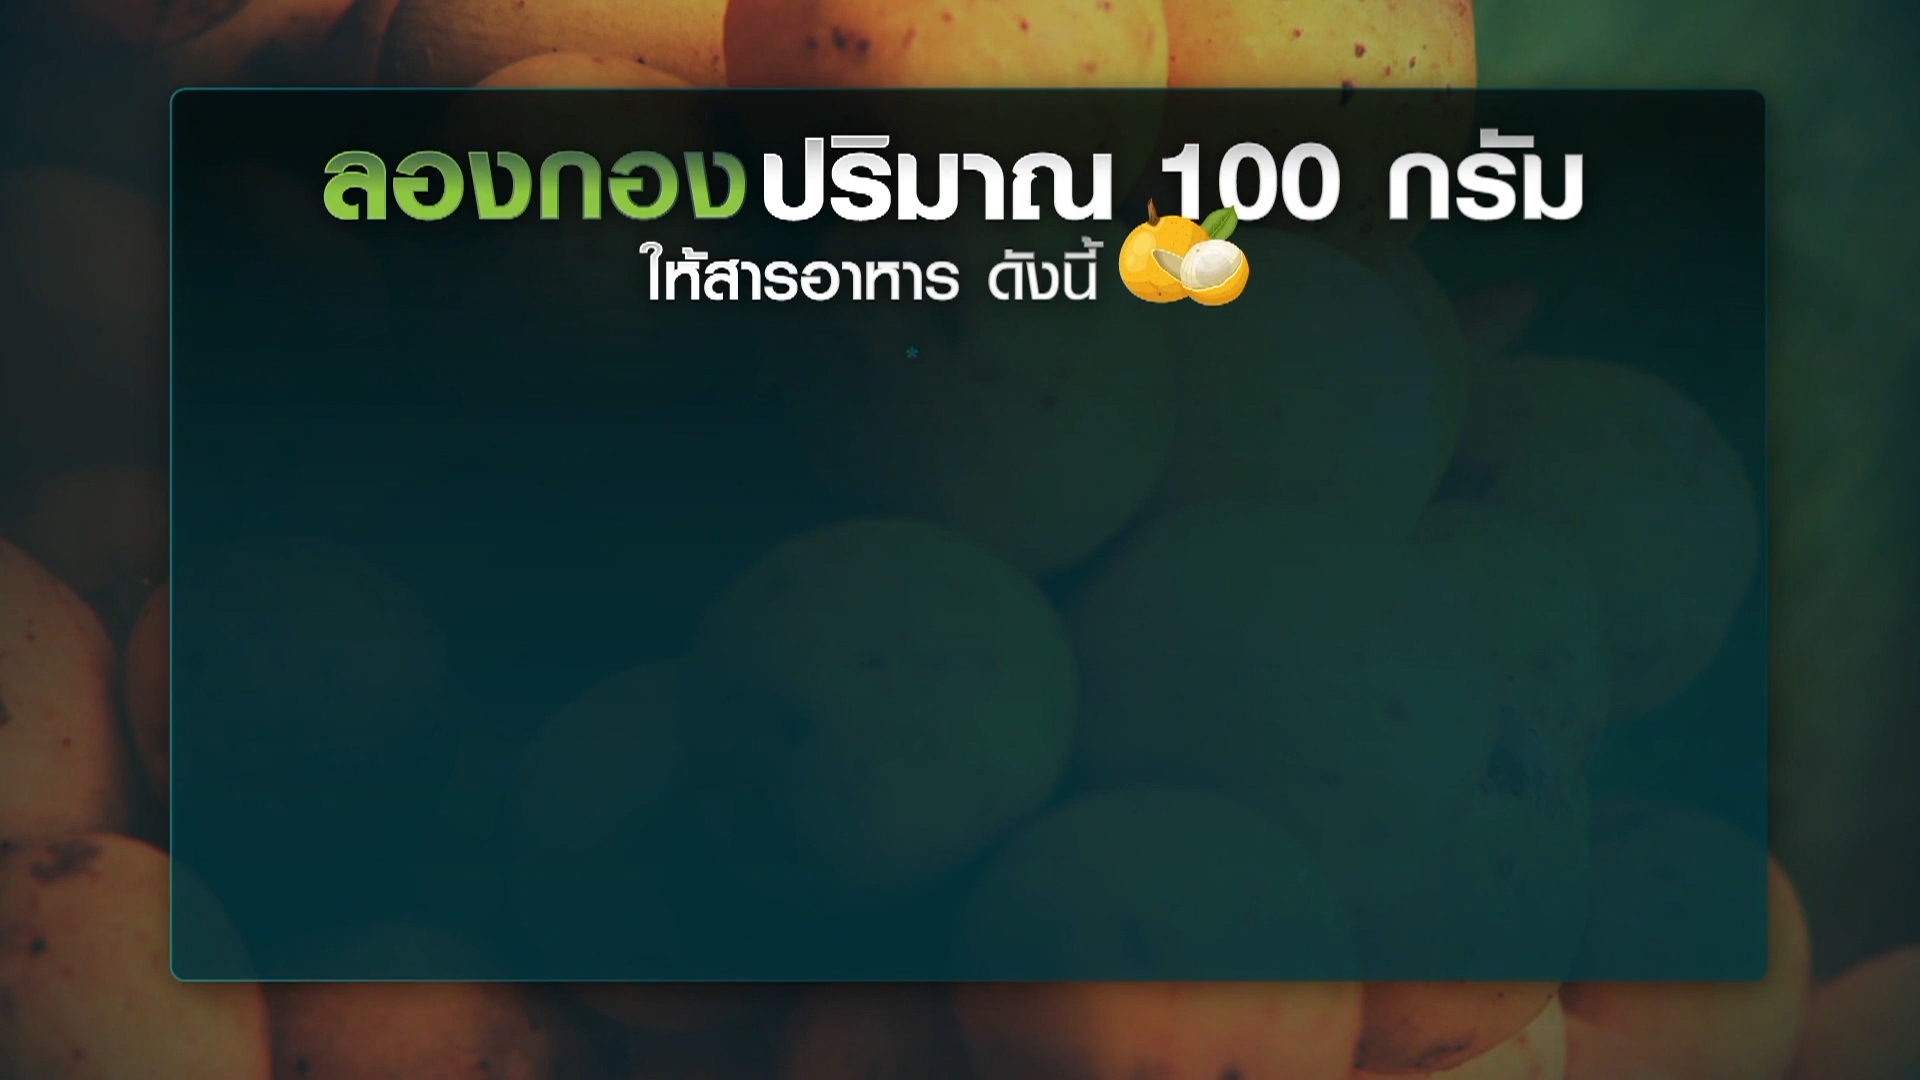 ลองกองปริมาณ 100 กรัม
ให้สารอาหาร ดังนี้
*